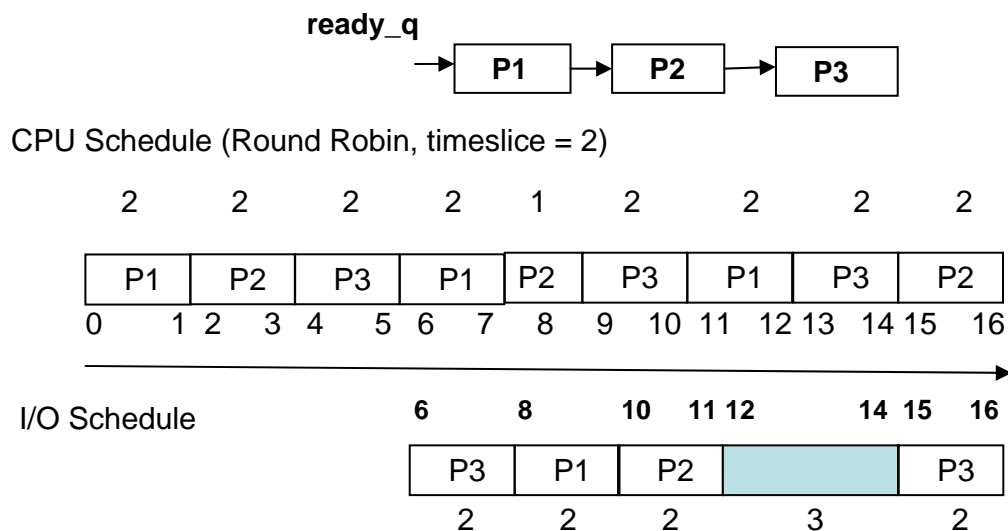 ready_q
P1 P2 P3
CPU Schedule (Round Robin, timeslice = 2)
2 2 2 2 1 2 2 2 2
P1 P2 P3 P1 P2 P3 P1 P3 P2
0 1 2 3 4 5 6 7 8 9 10 11 12 13 14 15 16
I/O Schedule
6 8 10 11 12 14 15 16
P3 P1 P2 P3
2 2 2 3 2